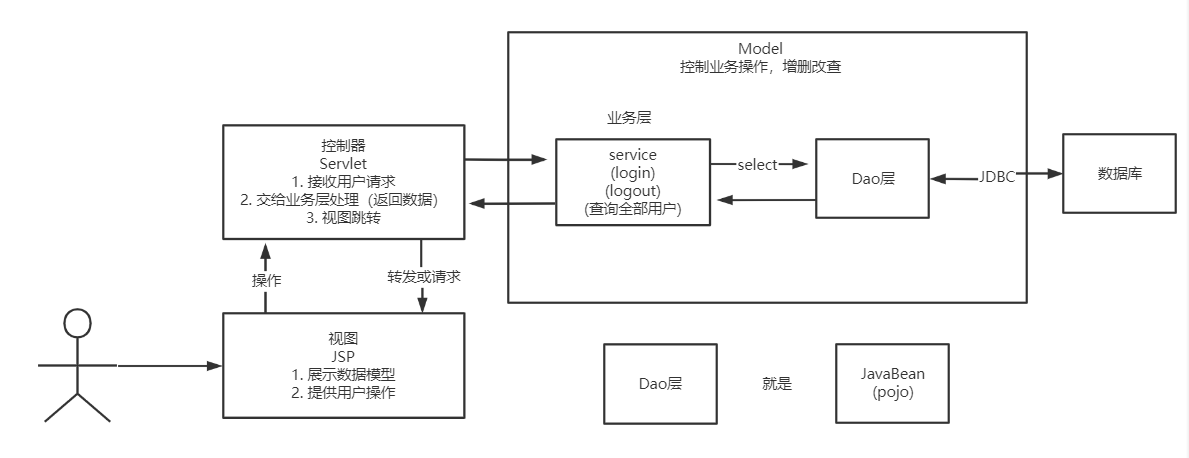 Model
控制业务操作，增删改查
业务层
控制器
Servlet
1. 接收用户请求
2. 交给业务层处理（返回数据）
3. 视图跳转
service
(login)
(logout)
(查询全部用户)
select
Dao层
JDBC
数据库
操作
转发或请求
视图
JSP
1. 展示数据模型
2. 提供用户操作
Dao层
就是
JavaBean
(pojo)